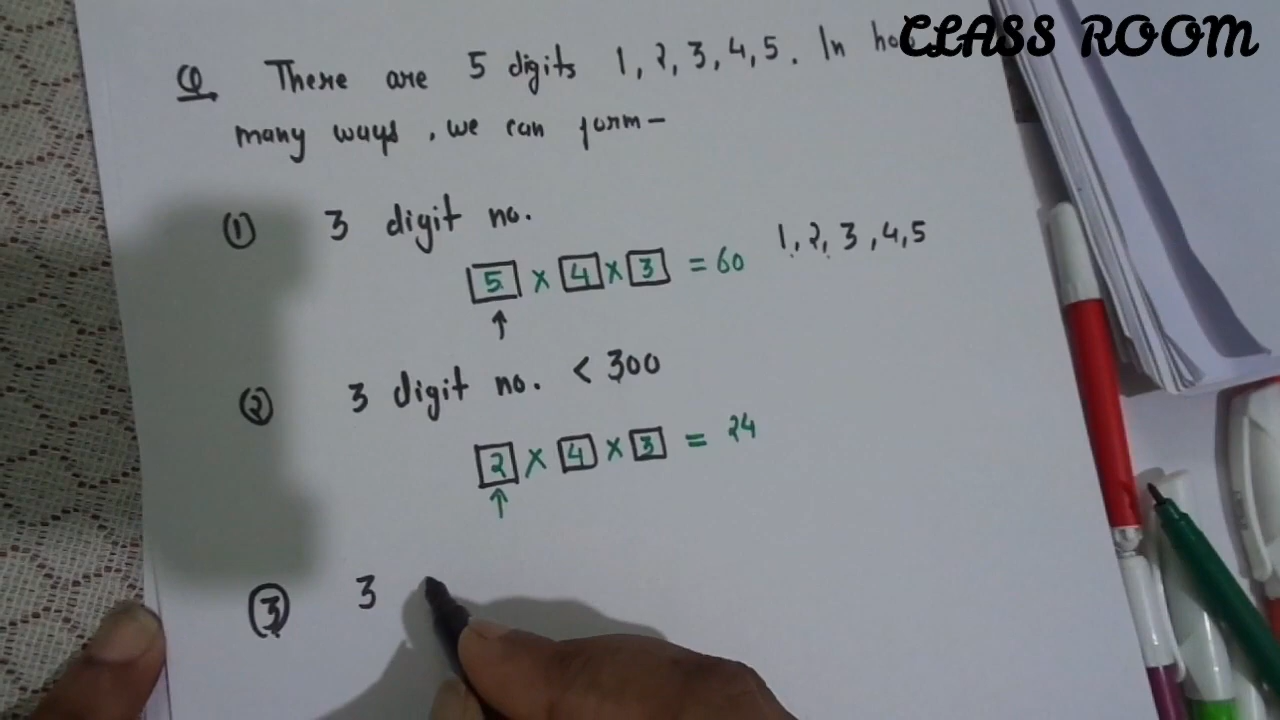 CLASS ROOM
Q There are 5 digits 1, 2, 3, 4, 5. In
many ways, we can form-
① 3 digit no.
5 × 4 × 3 = 60 1, 2, 3, 4, 5
② 3 digit no. < 300
2 × 4 × 3 = 24
③ 3